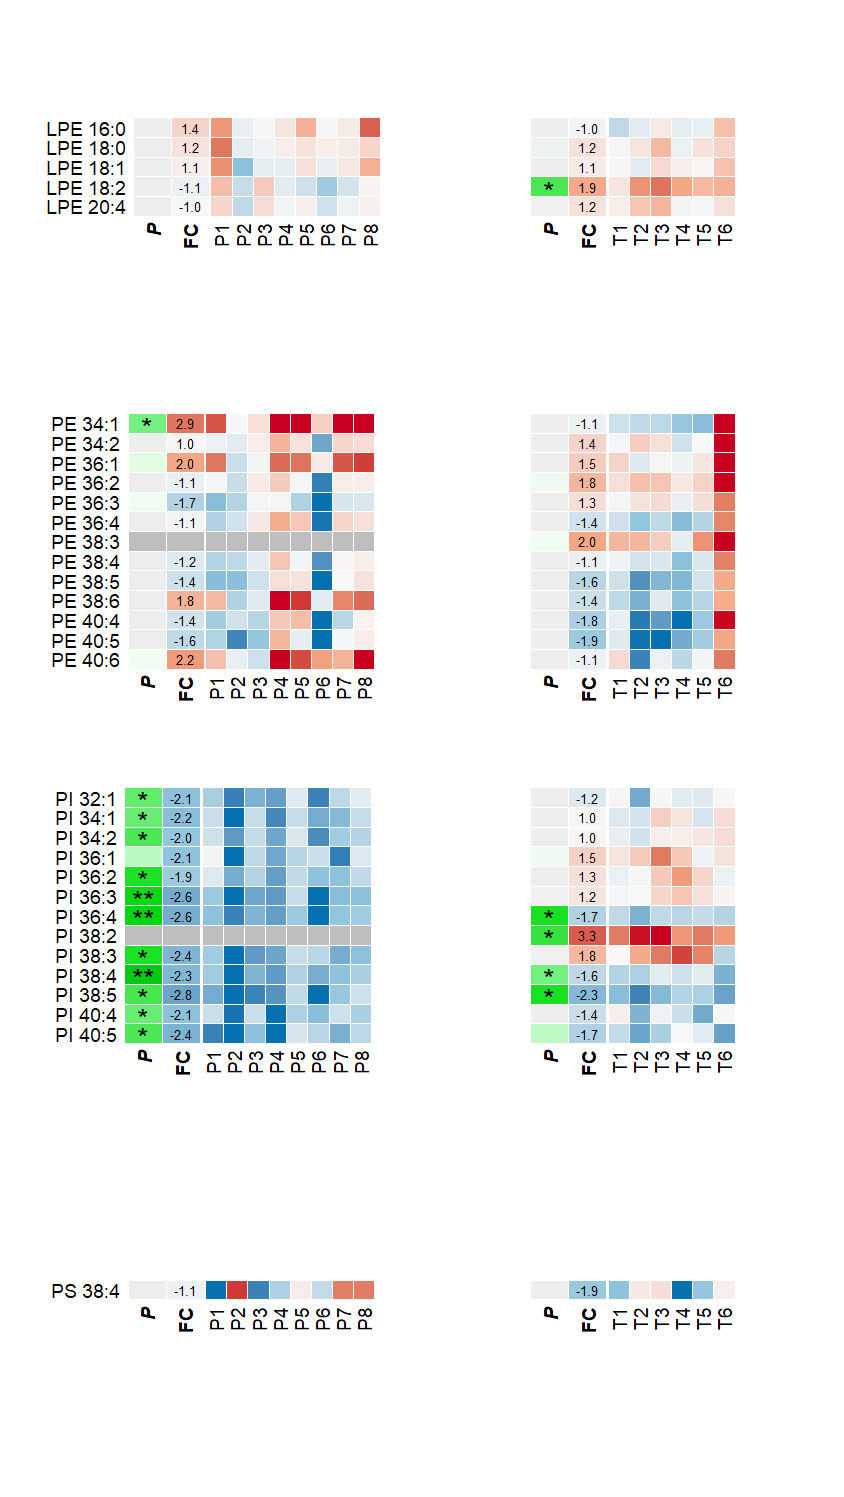 LPE 16:0 1.4 -1.0
LPE 18:0 1.2 1.2
LPE 18:1 1.1 1.1
LPE 18:2 -1.1 * 1.9
LPE 20:4 -1.0 1.2
P FC P1 P2 P3 P4 P5 P6 P7 P8 P FC T1 T2 T3 T4 T5 T6
PE 34:1 * 2.9 -1.1
PE 34:2 1.0 1.4
PE 36:1 2.0 1.5
PE 36:2 -1.1 1.8
PE 36:3 -1.7 1.3
PE 36:4 -1.1 -1.4
PE 38:3 2.0
PE 38:4 -1.2 -1.1
PE 38:5 -1.4 -1.6
PE 38:6 1.8 -1.4
PE 40:4 -1.4 -1.8
PE 40:5 -1.6 -1.9
PE 40:6 2.2 -1.1
P FC P1 P2 P3 P4 P5 P6 P7 P8 P FC T1 T2 T3 T4 T5 T6
PI 32:1 * -2.1 -1.2
PI 34:1 * -2.2 1.0
PI 34:2 * -2.0 1.0
PI 36:1 -2.1 1.5
PI 36:2 * -1.9 1.3
PI 36:3 ** -2.6 1.2
PI 36:4 ** -2.6 * -1.7
PI 38:2 * 3.3
PI 38:3 * -2.4 1.8
PI 38:4 ** -2.3 * -1.6
PI 38:5 * -2.8 * -2.3
PI 40:4 * -2.1 -1.4
PI 40:5 * -2.4 -1.7
P FC P1 P2 P3 P4 P5 P6 P7 P8 P FC T1 T2 T3 T4 T5 T6
PS 38:4 -1.1 -1.9
P FC P1 P2 P3 P4 P5 P6 P7 P8 P FC T1 T2 T3 T4 T5 T6